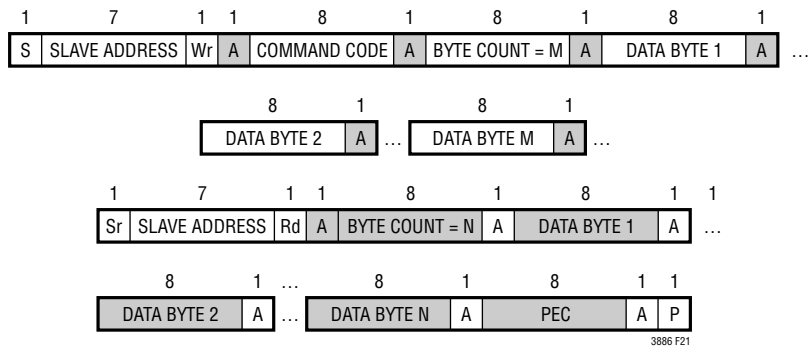 1 7 1 1 8 1 8 1 8 1
S SLAVE ADDRESS Wr A COMMAND CODE A BYTE COUNT = M A DATA BYTE 1 A …
8 1 8 1
DATA BYTE 2 A … DATA BYTE M A …
1 7 1 1 8 1 8 1 1
Sr SLAVE ADDRESS Rd A BYTE COUNT = N A DATA BYTE 1 A …
8 1 … 8 1 8 1 1
DATA BYTE 2 A … DATA BYTE N A PEC A P
3886 F21